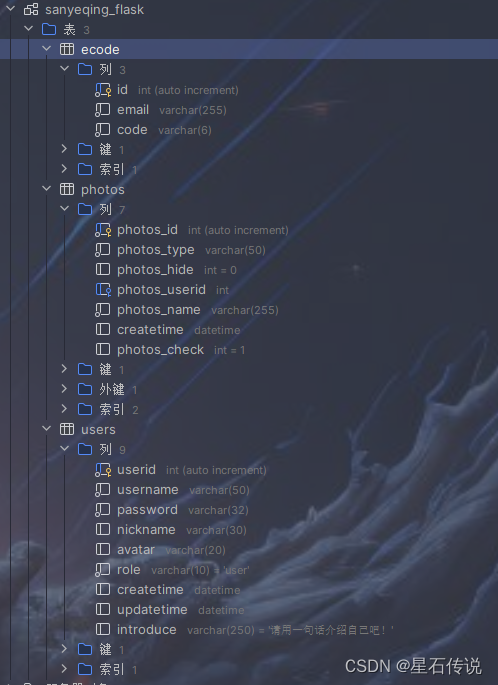 sanyeqing_flask
表 3
ecode
列 3
id int (auto increment)
email varchar(255)
code varchar(6)
键 1
索引 1
photos
列 7
photos_id int (auto increment)
photos_type varchar(50)
photos_hide int = 0
photos_userid int
photos_name varchar(255)
createtime datetime
photos_check int = 1
键 1
外键 1
索引 2
users
列 9
userid int (auto increment)
username varchar(50)
password varchar(32)
nickname varchar(30)
avatar varchar(20)
role varchar(10) = 'user'
createtime datetime
updatetime datetime
introduce varchar(250) = '请用一句话介绍自己吧！'
键 1
索引 1
CSDN @星石传说